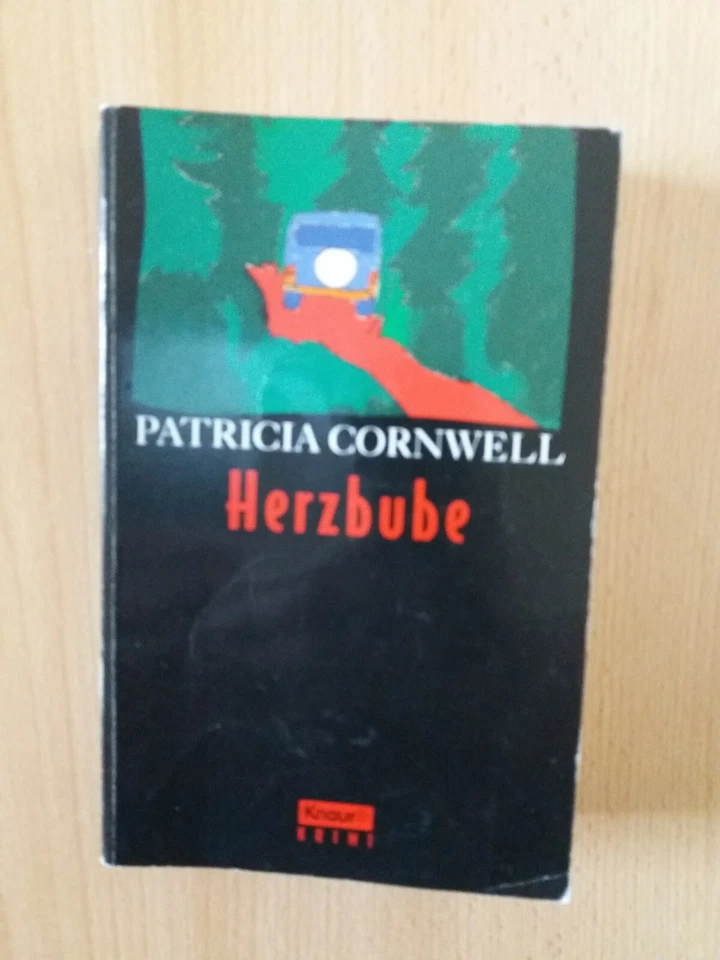 PATRICIA CORNWELL
Herzbube
Knaur®
KRIMI